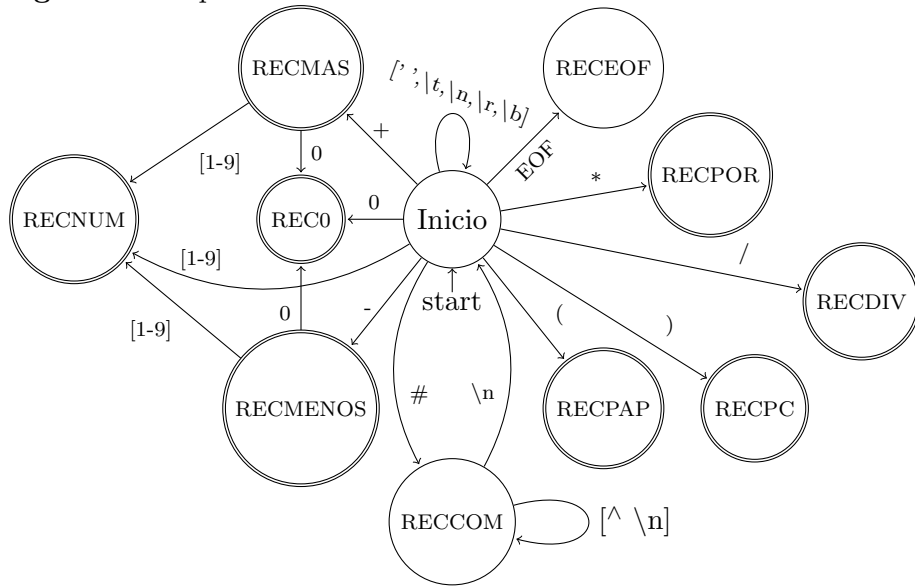 RECMAS
[' ',\t,\n,\r,\b]
RECEOF
+
EOF
[1-9]
0
*
RECPOR
RECNUM
REC0
0
Inicio
[1-9]
/
start
RECDIV
[1-9]
0
-
(
)
RECMENOS
#
\n
RECPAP
RECPC
RECCOM
[^ \n]